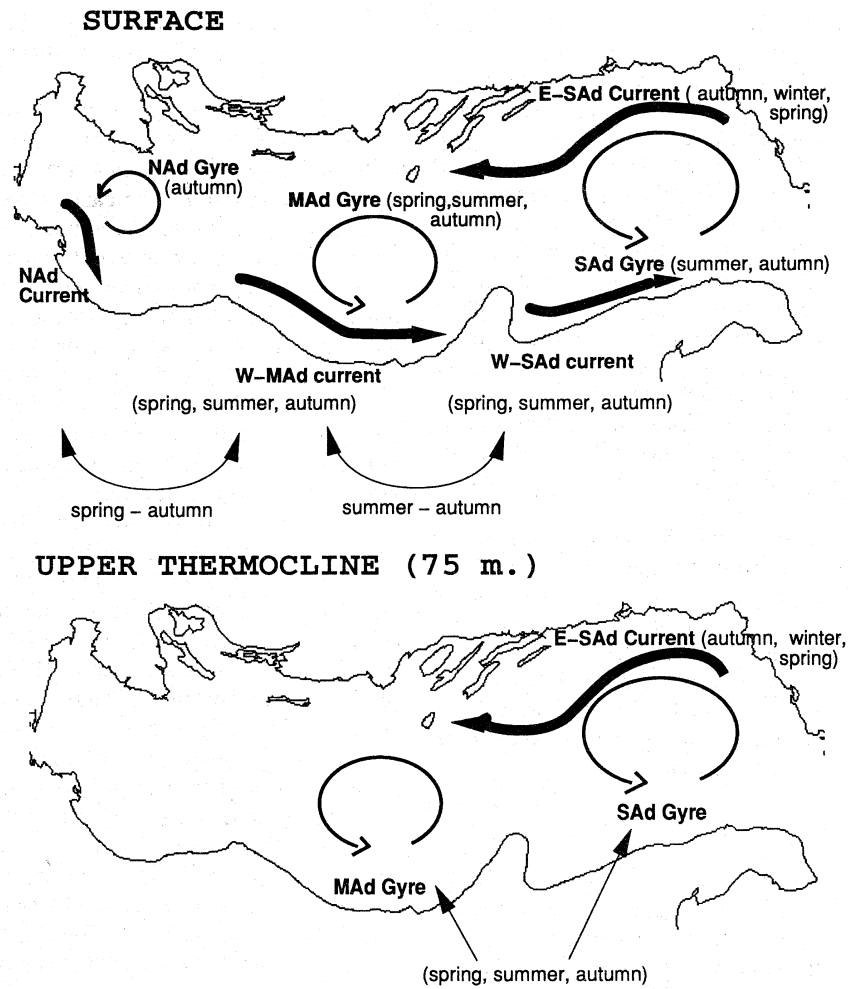 SURFACE
E–SAd Current ( autumn, winter,
spring)
NAd Gyre
(autumn)
MAd Gyre (spring,summer,
autumn)
SAd Gyre (summer, autumn)
NAd
Current
W–MAd current
(spring, summer, autumn)
W–SAd current
(spring, summer, autumn)
spring – autumn
summer – autumn
UPPER THERMOCLINE (75 m.)
E–SAd Current (autumn, winter,
spring)
SAd Gyre
MAd Gyre
(spring, summer, autumn)